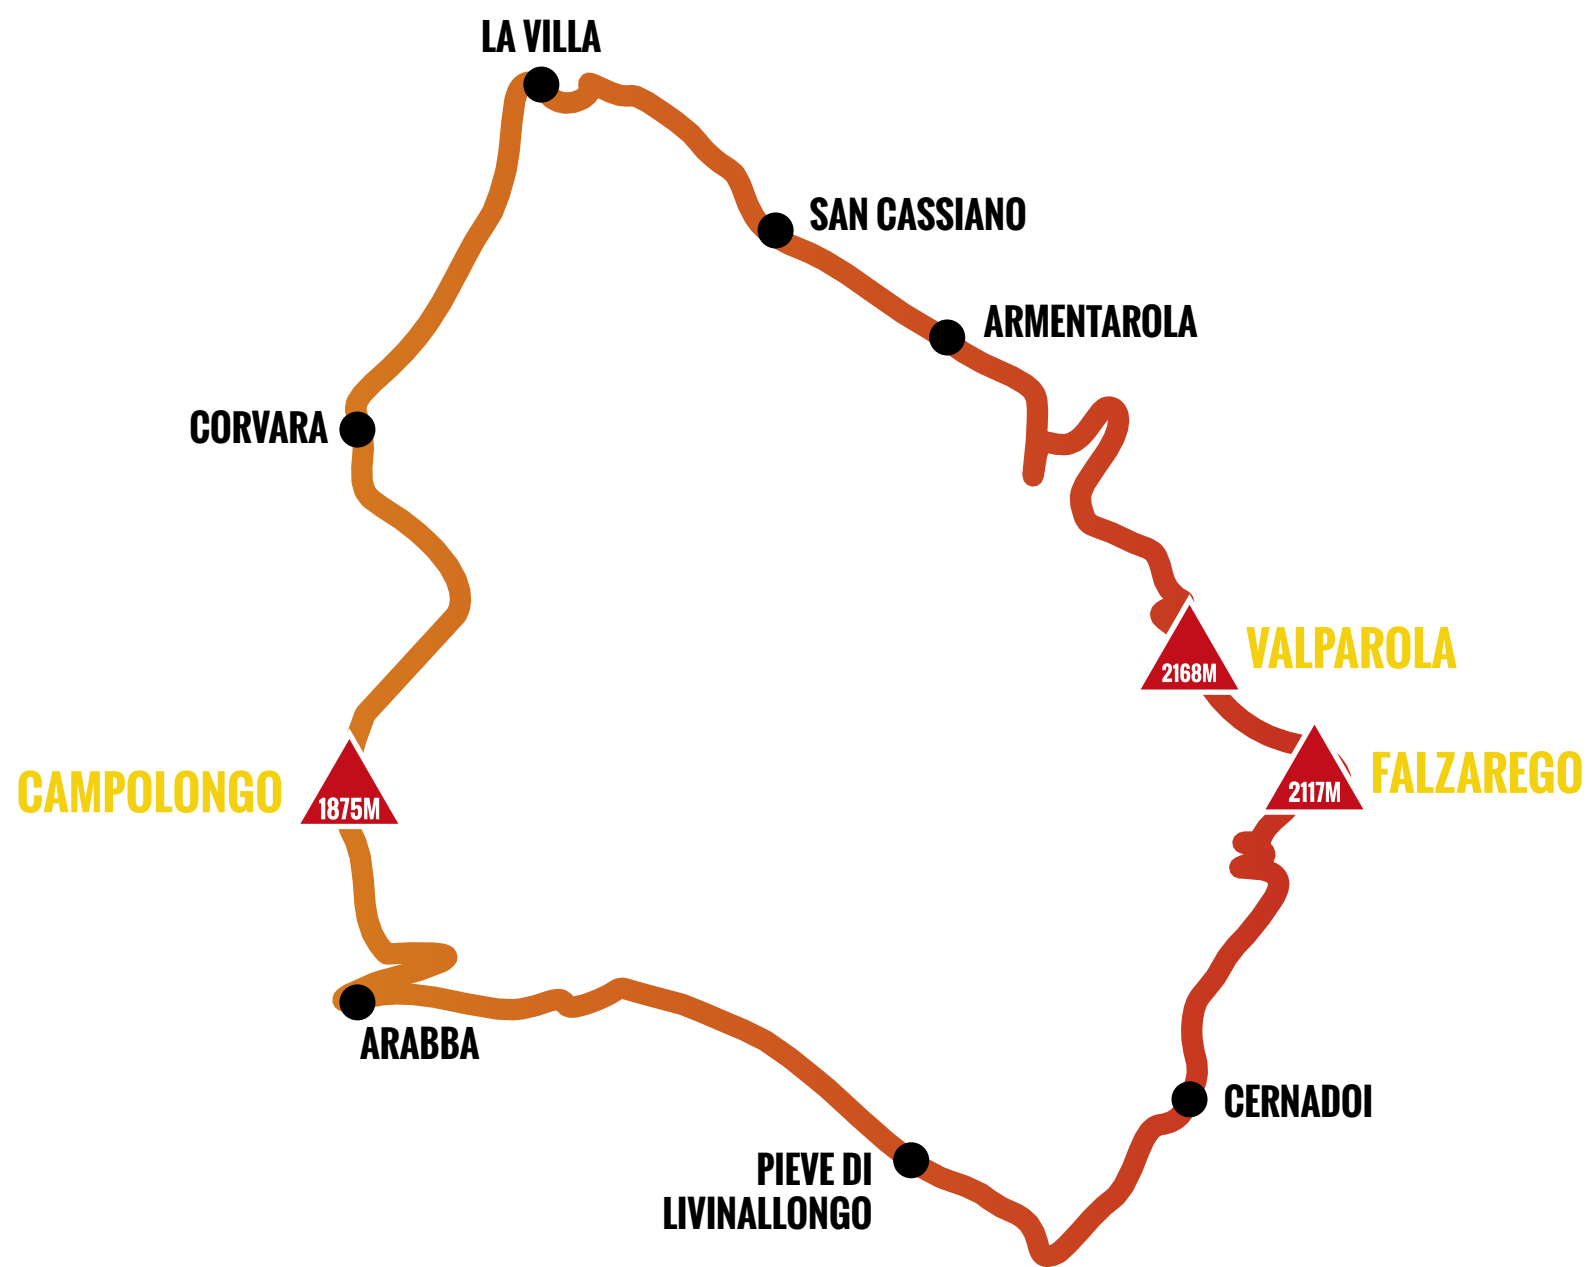 LA VILLA
SAN CASSIANO
ARMENTAROLA
CORVARA
VALPAROLA
2168M
FALZAREGO
2117M
CAMPOLONGO
1875M
ARABBA
CERNADOI
PIEVE DI
LIVINALLONGO